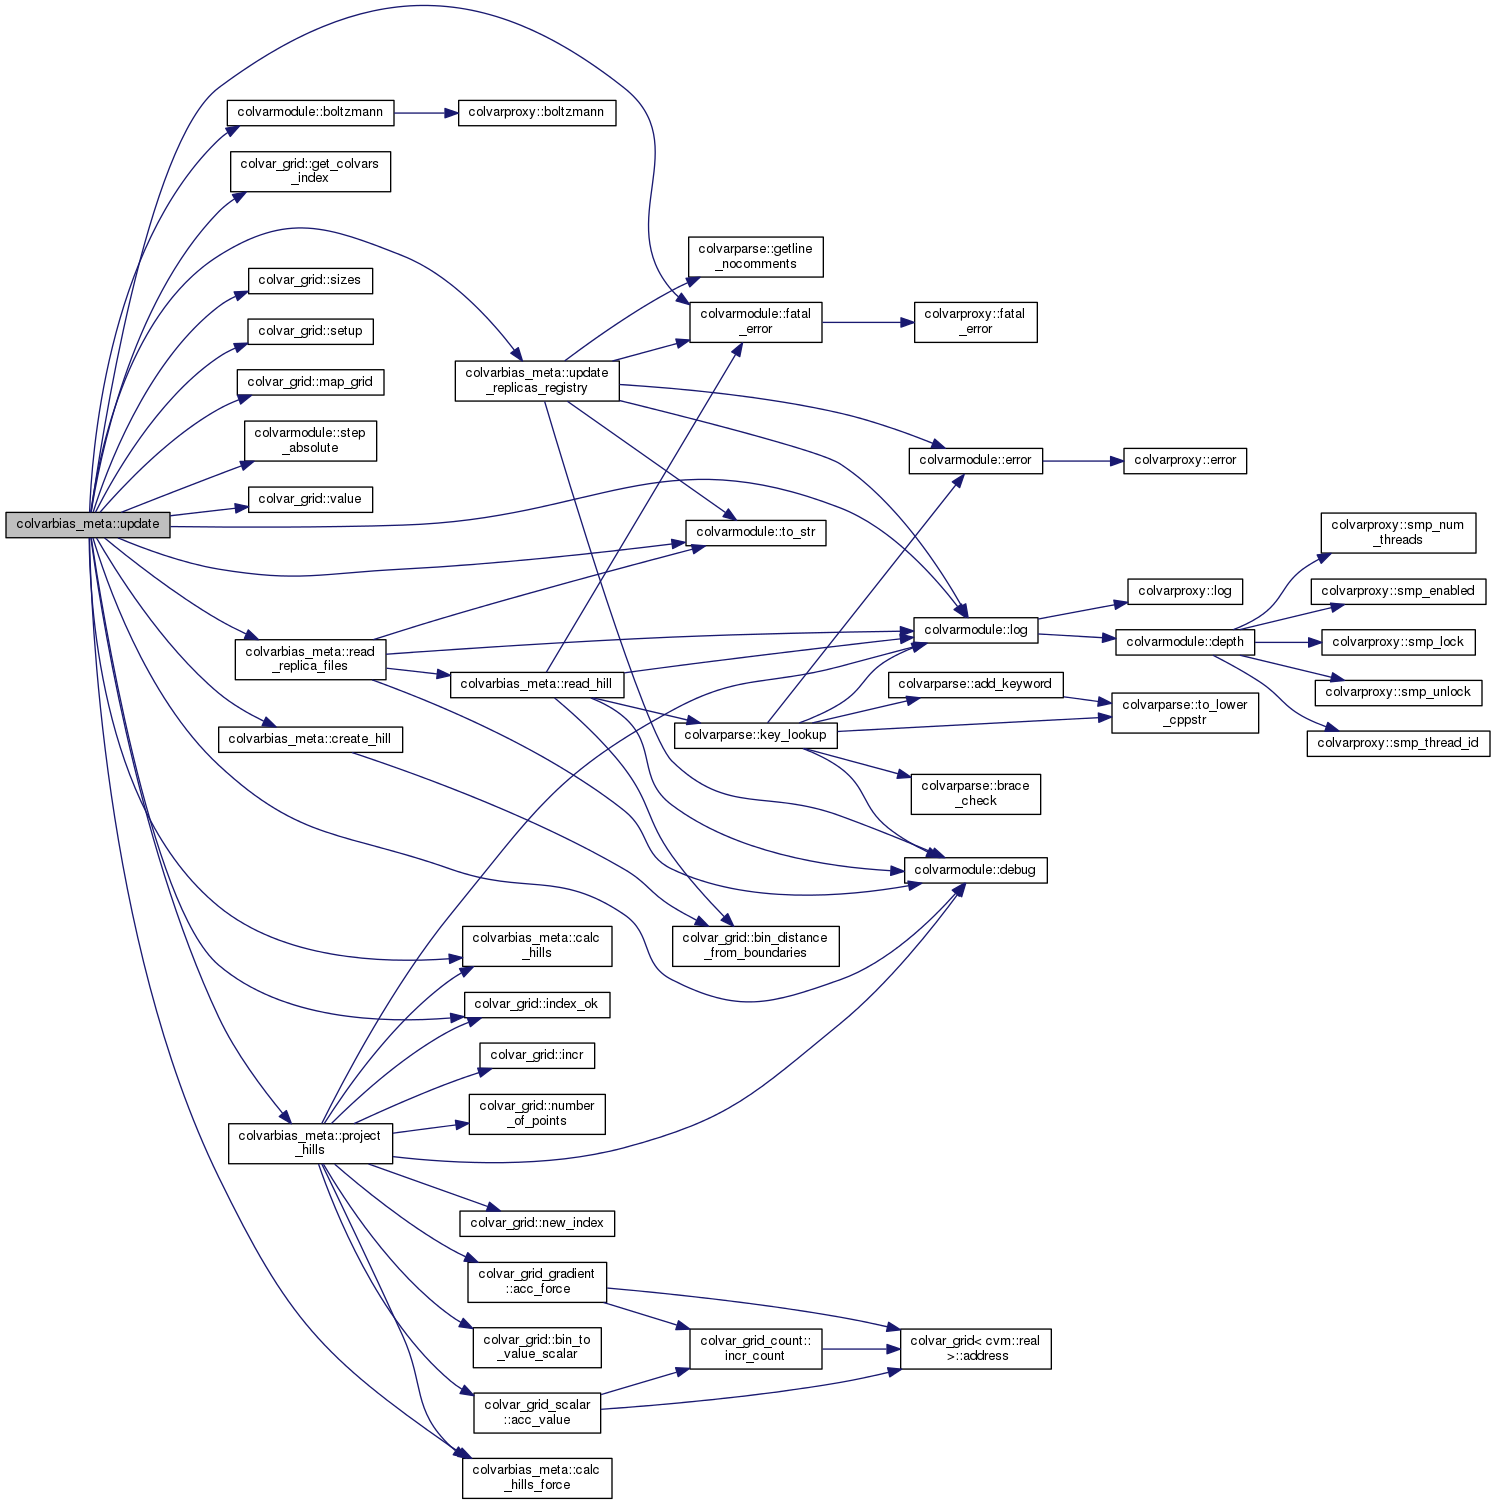 colvarmodule::boltzmann
colvarproxy::boltzmann
colvar_grid::get_colvars
_index
colvarparse::getline
_nocomments
colvar_grid::sizes
colvarmodule::fatal
_error
colvarproxy::fatal
_error
colvar_grid::setup
colvarbias_meta::update
_replicas_registry
colvar_grid::map_grid
colvarmodule::step
_absolute
colvarmodule::error
colvarproxy::error
colvar_grid::value
colvarbias_meta::update
colvarmodule::to_str
colvarproxy::smp_num
_threads
colvarproxy::log
colvarproxy::smp_enabled
colvarmodule::log
colvarmodule::depth
colvarproxy::smp_lock
colvarbias_meta::read
_replica_files
colvarbias_meta::read_hill
colvarparse::add_keyword
colvarproxy::smp_unlock
colvarparse::to_lower
_cppstr
colvarbias_meta::create_hill
colvarparse::key_lookup
colvarproxy::smp_thread_id
colvarparse::brace
_check
colvarmodule::debug
colvarbias_meta::calc
_hills
colvar_grid::bin_distance
_from_boundaries
colvar_grid::index_ok
colvar_grid::incr
colvar_grid::number
_of_points
colvarbias_meta::project
_hills
colvar_grid::new_index
colvar_grid_gradient
::acc_force
colvar_grid::bin_to
_value_scalar
colvar_grid_count::
incr_count
colvar_grid< cvm::real
>::address
colvar_grid_scalar
::acc_value
colvarbias_meta::calc
_hills_force